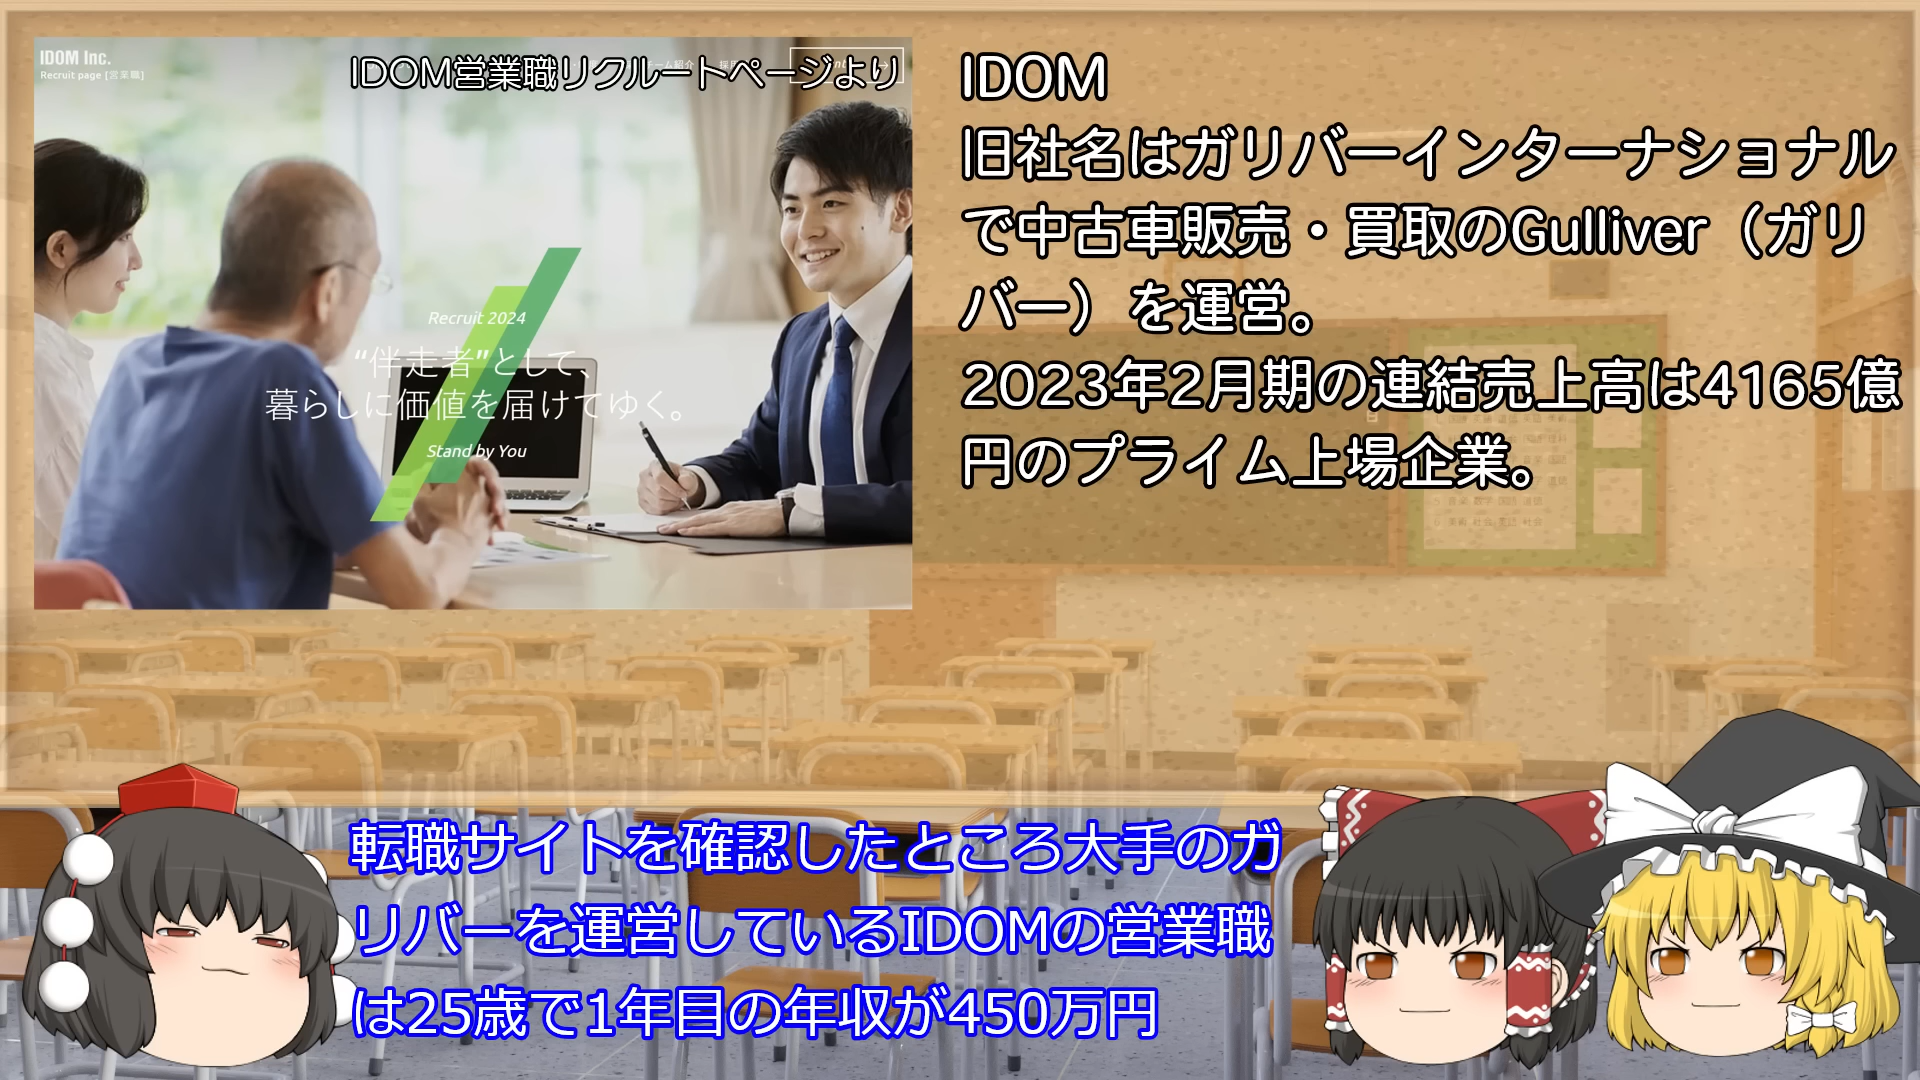 IDOM Inc.
Recruit page [営業職]
IDOM営業職リクルートページより
Recruit 2024
“伴走者”として、
暮らしに価値を届けてゆく。
Stand by You
IDOM
旧社名はガリバーインターナショナル
で中古車販売・買取のGulliver（ガリ
バー）を運営。
2023年2月期の連結売上高は4165億
円のプライム上場企業。
転職サイトを確認したところ大手のガ
リバーを運営しているIDOMの営業職
は25歳で1年目の年収が450万円